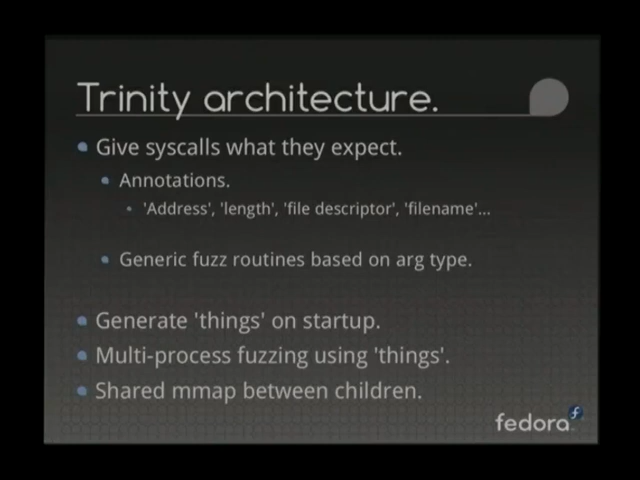 Trinity architecture.
Give syscalls what they expect.
Annotations.
'Address', 'length', 'file descriptor', 'filename'...
Generic fuzz routines based on arg type.
Generate 'things' on startup.
Multi-process fuzzing using 'things'.
Shared mmap between children.
fedora